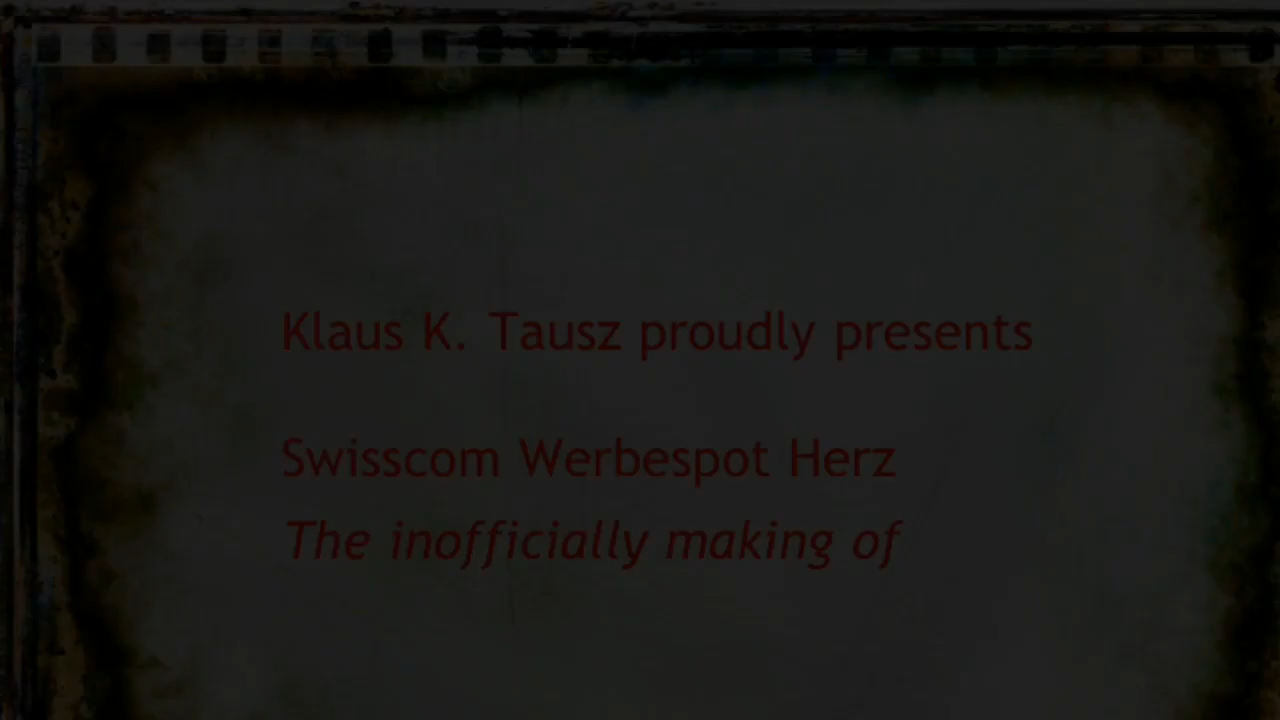 Klaus K. Tausz proudly presents
Swisscom Werbespot Herz
The inofficially making of